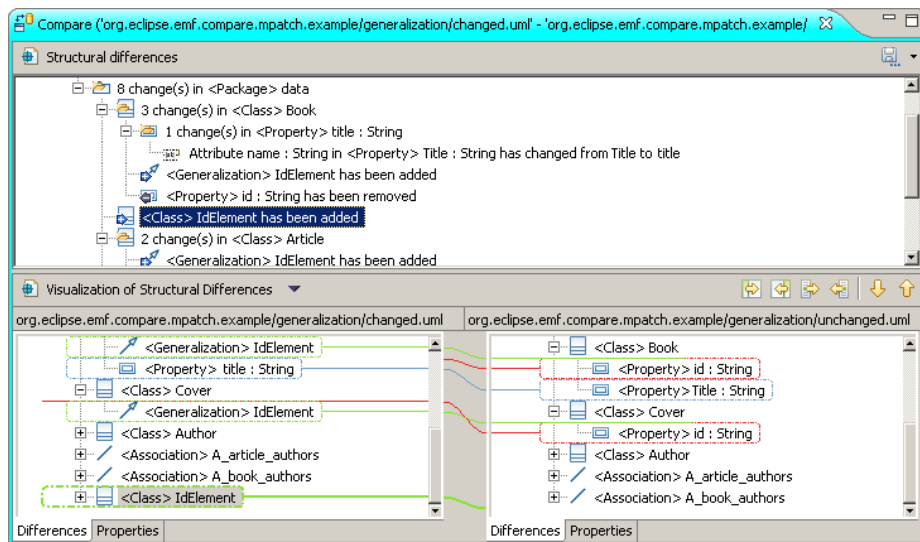 Compare ('org.eclipse.emf.compare.mpatch.example/generalization/changed.uml' - 'org.eclipse.emf.compare.mpatch.example/
Structural differences
8 change(s) in <Package> data
3 change(s) in <Class> Book
1 change(s) in <Property> title : String
Attribute name : String in <Property> Title : String has changed from Title to title
<Generalization> IdElement has been added
<Property> id : String has been removed
<Class> IdElement has been added
2 change(s) in <Class> Article
<Generalization> IdElement has been added
Visualization of Structural Differences
org.eclipse.emf.compare.mpatch.example/generalization/changed.uml
<Generalization> IdElement
<Property> title : String
<Class> Cover
<Generalization> IdElement
<Class> Author
<Association> A_article_authors
<Association> A_book_authors
<Class> IdElement
Differences Properties
org.eclipse.emf.compare.mpatch.example/generalization/unchanged.uml
<Class> Book
<Property> id : String
<Property> Title : String
<Class> Cover
<Property> id : String
<Class> Author
<Association> A_article_authors
<Association> A_book_authors
Differences Properties